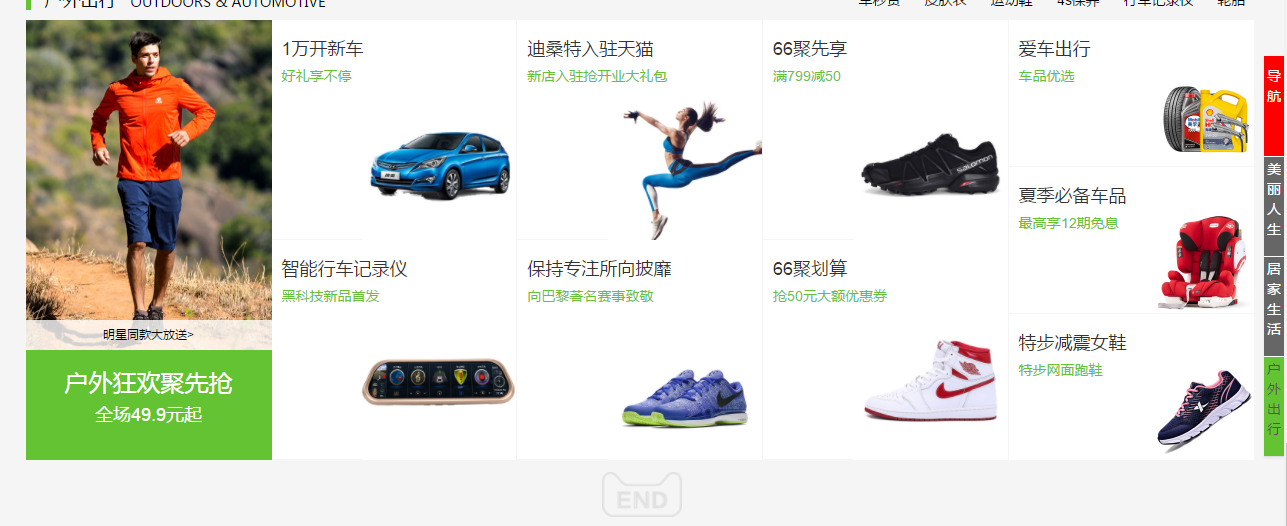 户外出行 OUTDOORS & AUTOMOTIVE
车秒贷 皮肤衣 运动鞋 4s保养 行车记录仪 轮胎
明星同款大放送>
户外狂欢聚先抢
全场49.9元起
1万开新车
好礼享不停
迪桑特入驻天猫
新店入驻抢开业大礼包
66聚先享
满799减50
salomon
爱车出行
车品优选
Mobil
夏季必备车品
最高享12期免息
智能行车记录仪
黑科技新品首发
保持专注所向披靡
向巴黎著名赛事致敬
66聚划算
抢50元大额优惠券
特步减震女鞋
特步网面跑鞋
导航
美丽人生
居家生活
户外出行
END